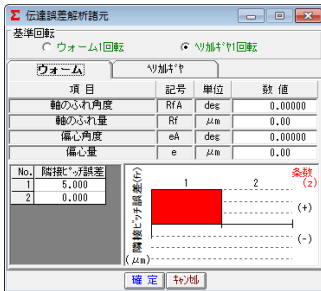 Σ 伝達誤差解析諸元
基準回転
ウォーム1回転 ヘリカルギヤ1回転
ウォーム ヘリカルギヤ
項 目 記号 単位 数 値
軸のふれ角度 RfA deg 0.00000
軸のふれ量 Rf μm 0.00
偏心角度 eA deg 0.00000
偏心量 e μm 0.00
No. 隣接ピッチ誤差
1 5.000
2 0.000
隣接ピッチ誤差(fr)
(μm)
1 2
条数
(z)
(+)
(-)
確 定 キャンセル